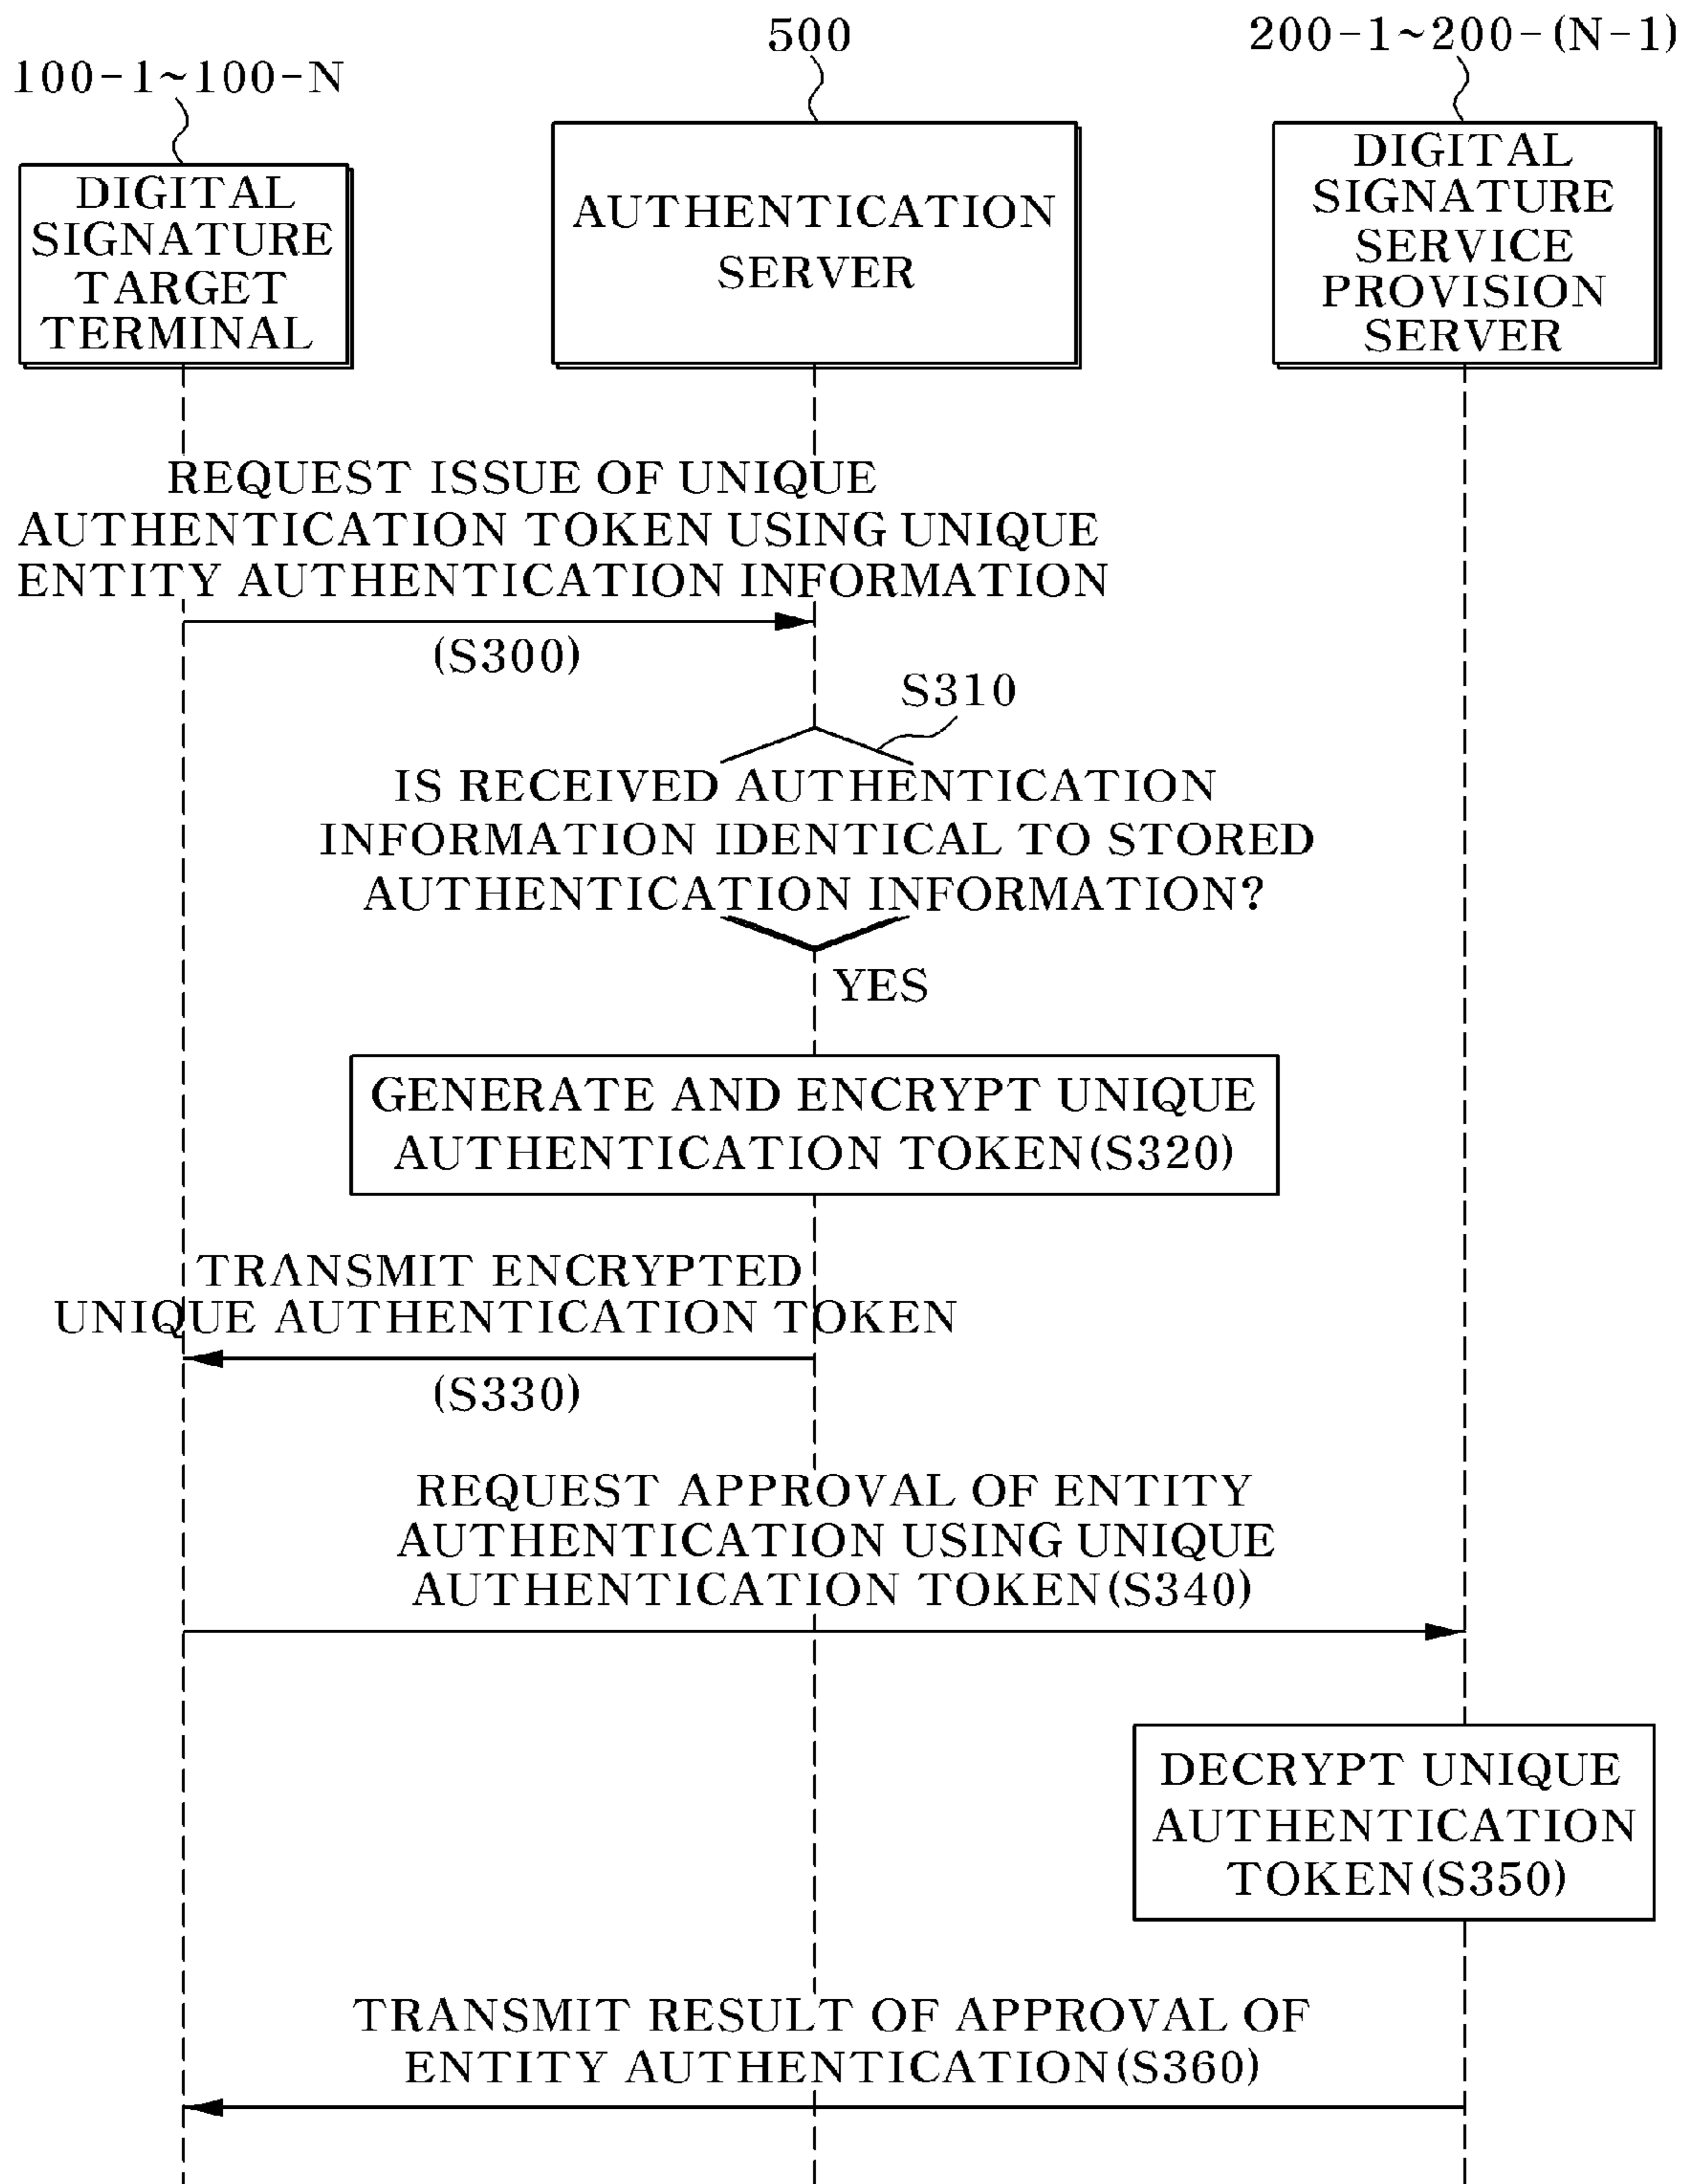 100-1~100-N
500
200-1~200-(N-1)
DIGITAL
SIGNATURE
TARGET
TERMINAL
AUTHENTICATION
SERVER
DIGITAL
SIGNATURE
SERVICE
PROVISION
SERVER
REQUEST ISSUE OF UNIQUE
AUTHENTICATION TOKEN USING UNIQUE
ENTITY AUTHENTICATION INFORMATION
(S300)
S310
IS RECEIVED AUTHENTICATION
INFORMATION IDENTICAL TO STORED
AUTHENTICATION INFORMATION?
YES
GENERATE AND ENCRYPT UNIQUE
AUTHENTICATION TOKEN(S320)
TRANSMIT ENCRYPTED
UNIQUE AUTHENTICATION TOKEN
(S330)
REQUEST APPROVAL OF ENTITY
AUTHENTICATION USING UNIQUE
AUTHENTICATION TOKEN(S340)
DECRYPT UNIQUE
AUTHENTICATION
TOKEN(S350)
TRANSMIT RESULT OF APPROVAL OF
ENTITY AUTHENTICATION(S360)